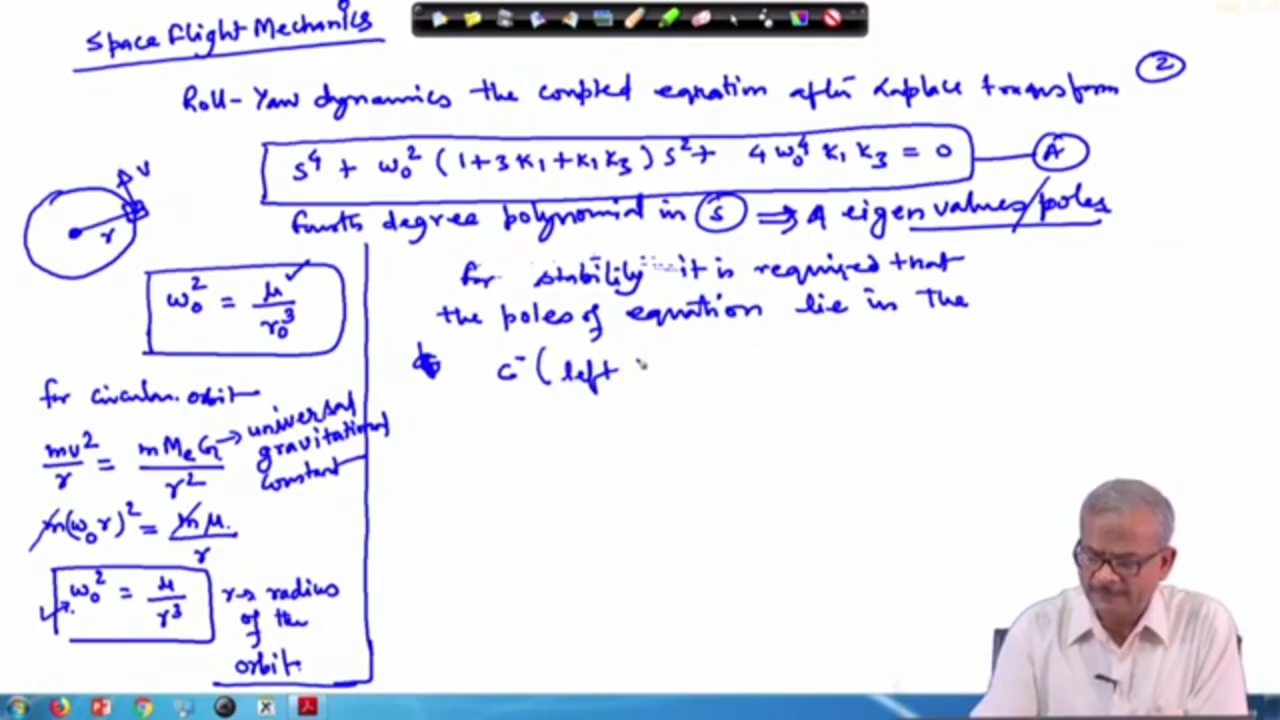 Space Flight Mechanics
2
Roll-Yaw dynamics the coupled equation after Laplace transform
s⁴ + ω₀² (1+3k₁+k₁k₃) s² + 4ω₀⁴ k₁k₃ = 0
A
fourth degree polynomial in s ⇒ 4 eigen values/poles
v
r
ω₀² = μ/r₀³ ✓
for stability it is required that
the poles of equation lie in the
C⁻ ( left
for circular orbit
mv²/r = mMₑG/r² → universal gravitational constant
m(ω₀r)² = mμ/r
ω₀² = μ/r³
r → radius
of the
orbit